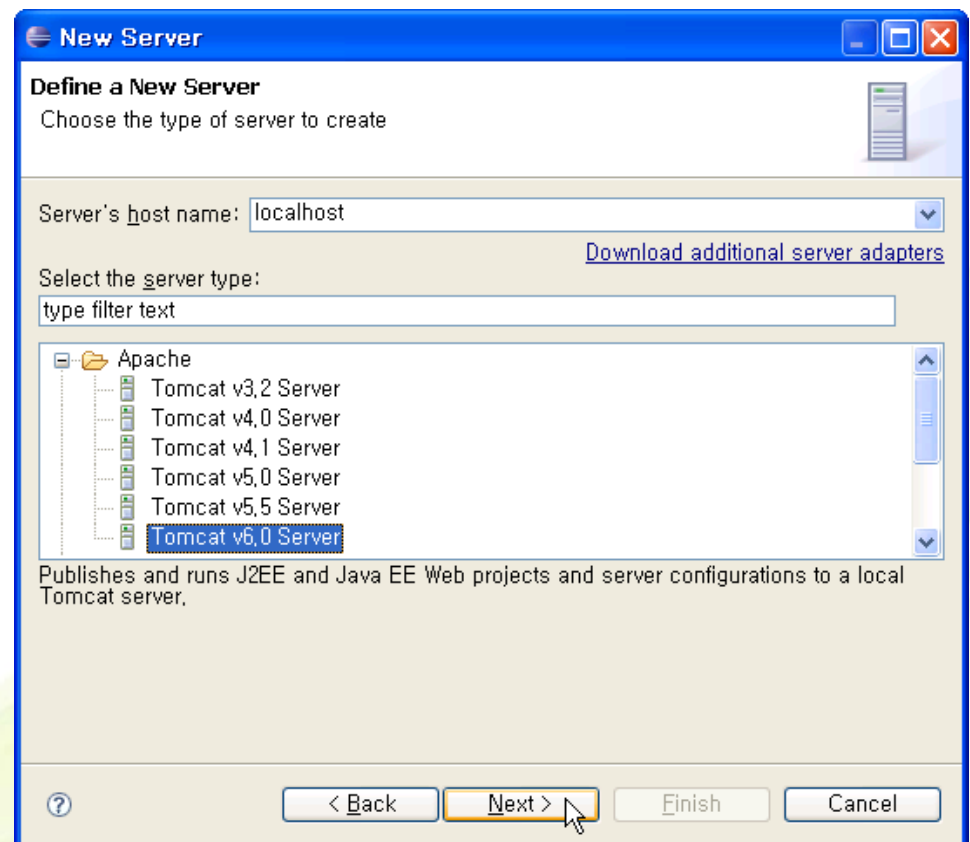 New Server
Define a New Server
Choose the type of server to create
Server's host name: localhost
Download additional server adapters
Select the server type:
type filter text
Apache
Tomcat v3,2 Server
Tomcat v4,0 Server
Tomcat v4,1 Server
Tomcat v5,0 Server
Tomcat v5,5 Server
Tomcat v6,0 Server
Publishes and runs J2EE and Java EE Web projects and server configurations to a local
Tomcat server,
? < Back Next > Finish Cancel